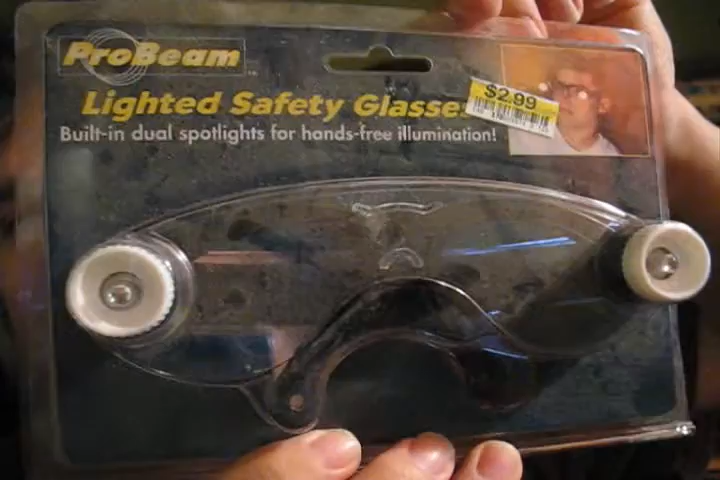 ProBeam
Lighted Safety Glasses
$2.99
Built-in dual spotlights for hands-free illumination!